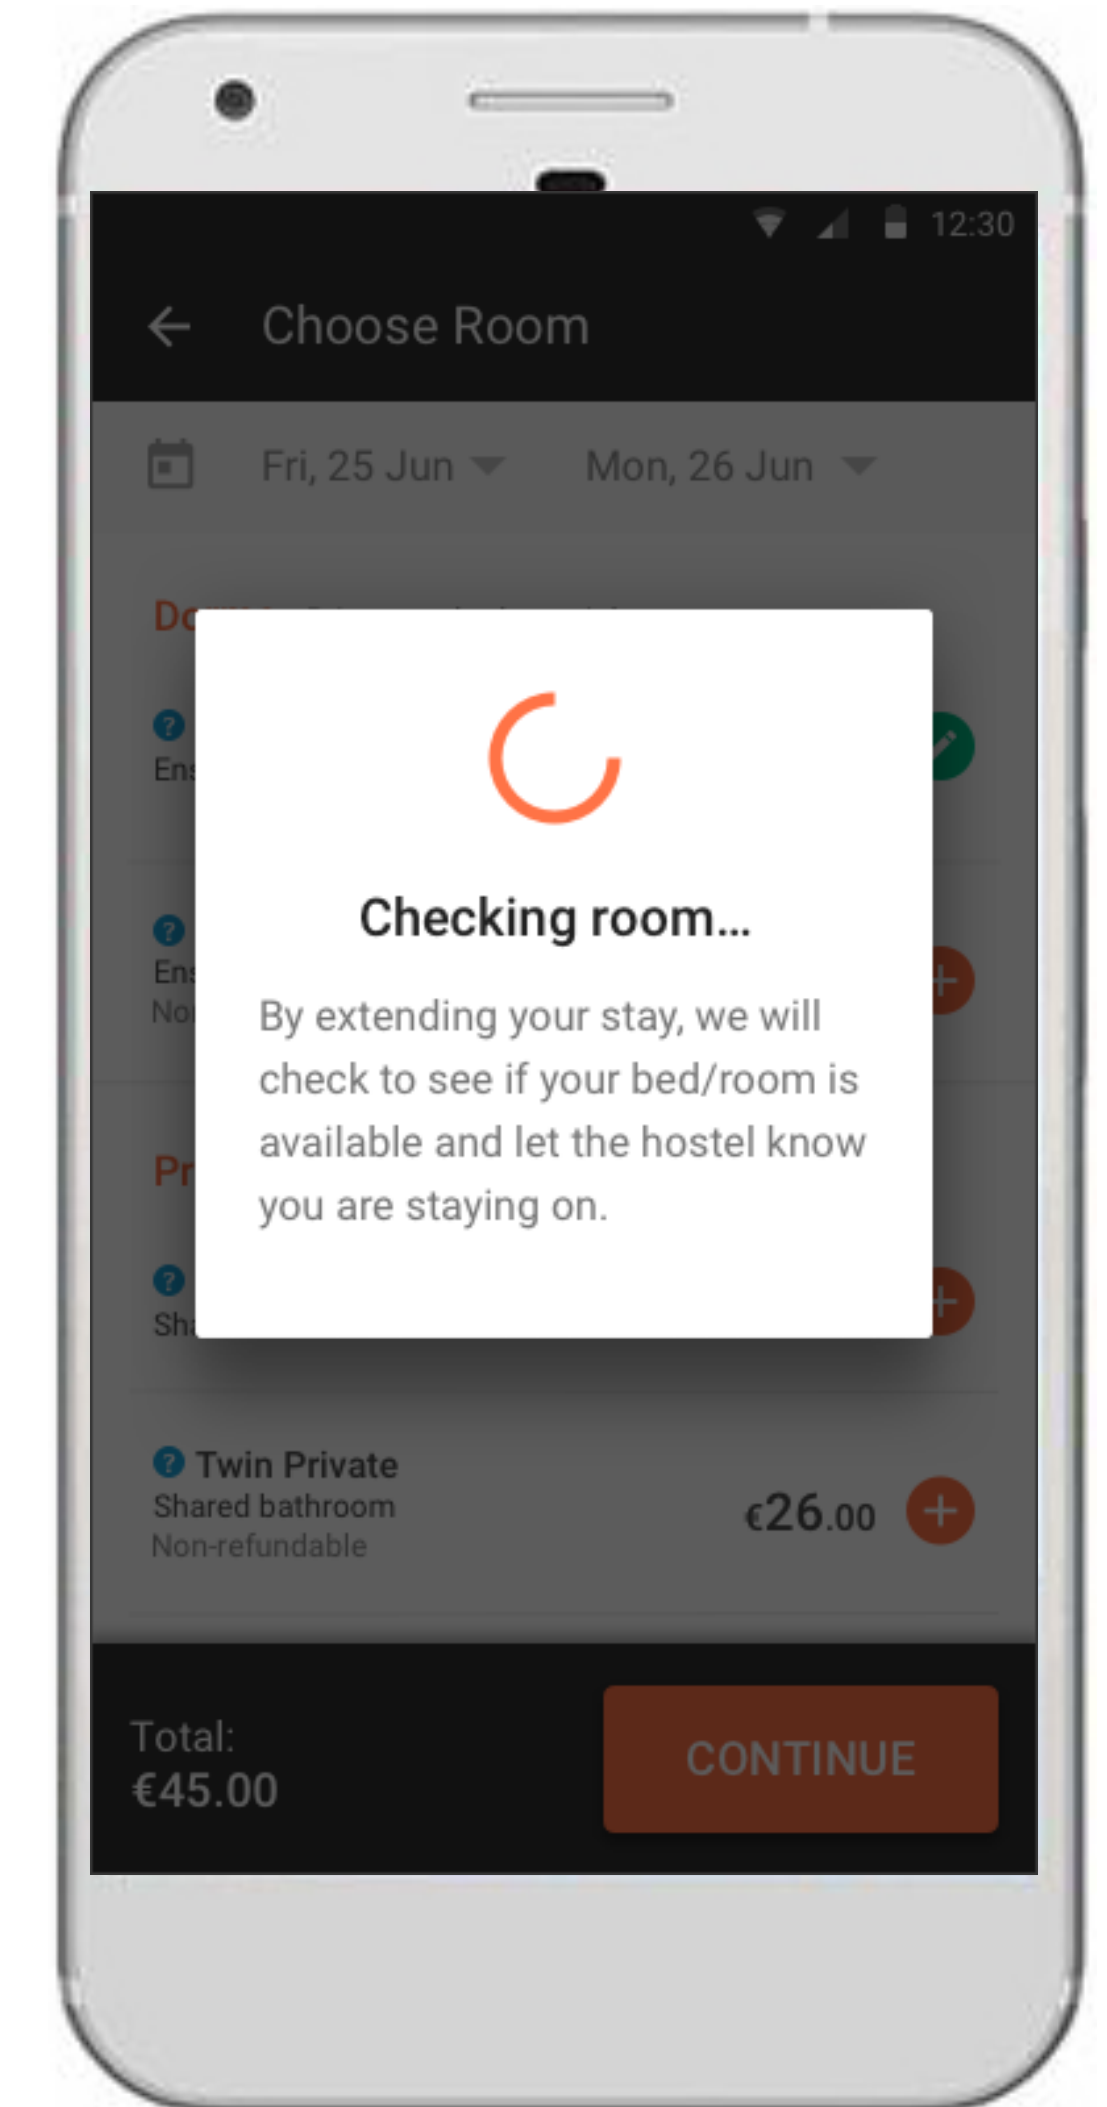 12:30
Choose Room
Fri, 25 Jun
Mon, 26 Jun
Checking room...
By extending your stay, we will
check to see if your bed/room is
available and let the hostel know
you are staying on.
Twin Private
Shared bathroom
€26.00
Non-refundable
Total:
€45.00
CONTINUE